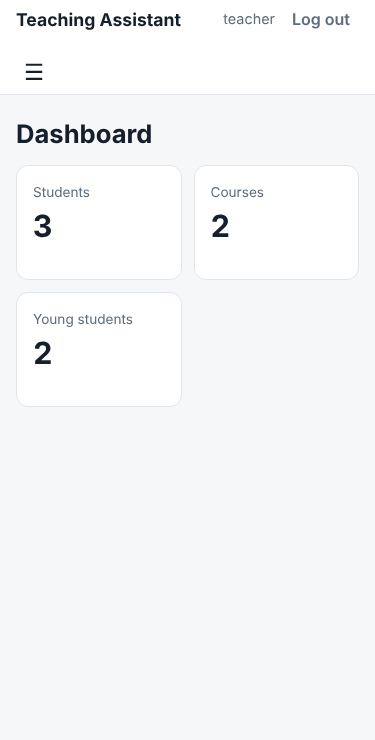 Teaching Assistant teacher Log out
☰
Dashboard
Students Courses
3 2
Young students
2